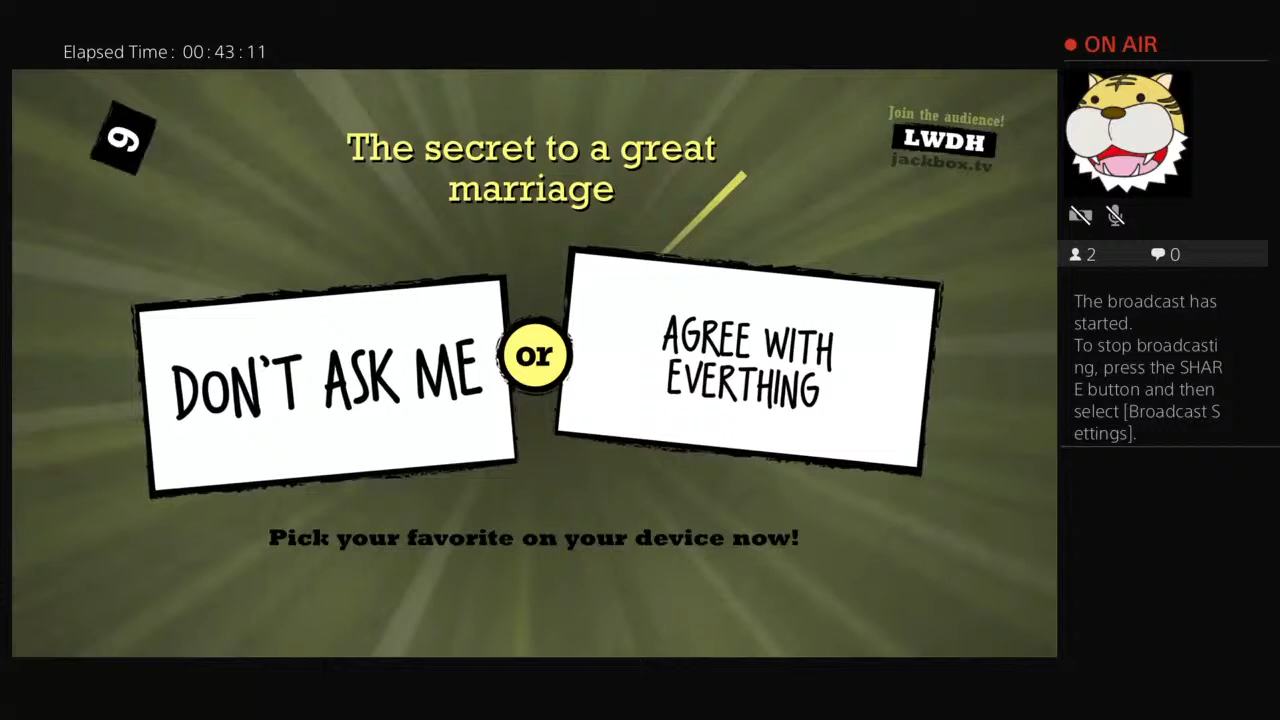 Elapsed Time: 00:43:11
ON AIR
9
The secret to a great
marriage
Join the audience!
LWDH
jackbox.tv
DON'T ASK ME
or
AGREE WITH
EVERTHING
Pick your favorite on your device now!
2
0
The broadcast has
started.
To stop broadcasti
ng, press the SHAR
E button and then
select [Broadcast S
ettings].